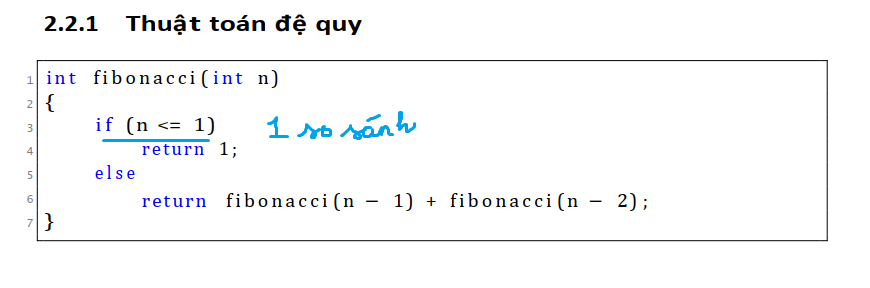 2.2.1 Thuật toán đệ quy
1 int fibonacci(int n)
2 {
3 if (n <= 1) 1 so sánh
4 return 1;
5 else
6 return fibonacci(n − 1) + fibonacci(n − 2);
7 }